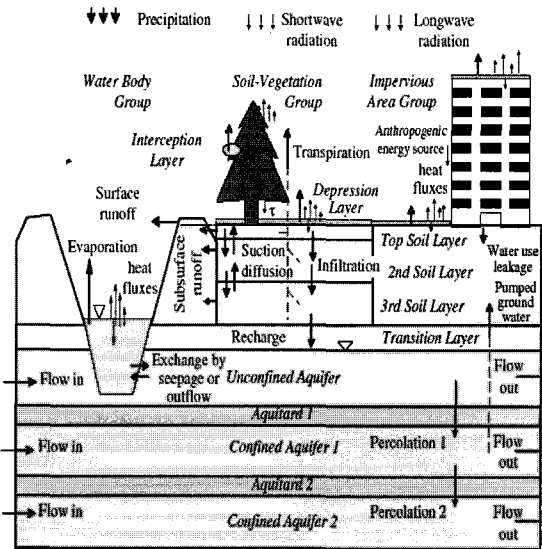 Precipitation
Shortwave
radiation
Longwave
radiation
Water Body
Group
Soil-Vegetation
Group
Impervious
Area Group
Interception
Layer
Transpiration
Anthropogenic
energy source
heat
fluxes
Depression
Layer
τ
Surface
runoff
Evaporation
heat
fluxes
Subsurface
runoff
Suction
diffusion
Infiltration
Top Soil Layer
2nd Soil Layer
3rd Soil Layer
Water use
leakage
Pumped
ground
water
Recharge
Transition Layer
Exchange by
seepage or
outflow
Flow in
Unconfined Aquifer
Flow
out
Aquitard 1
Flow in
Confined Aquifer 1
Percolation 1
Flow
out
Aquitard 2
Flow in
Confined Aquifer 2
Percolation 2
Flow
out